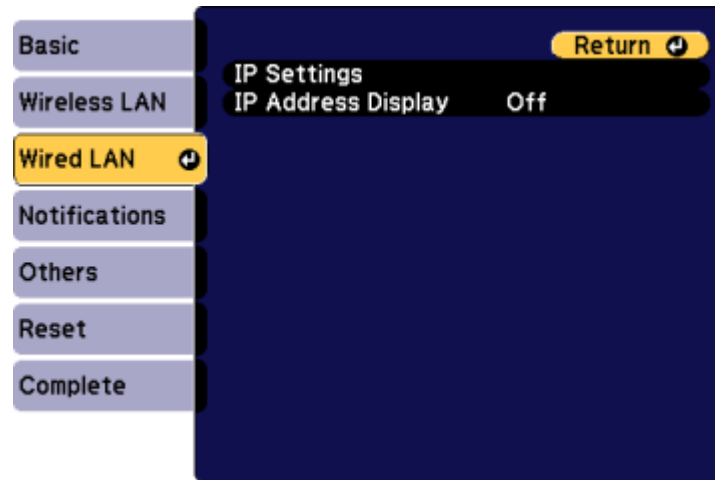 Basic
Wireless LAN
Wired LAN
Notifications
Others
Reset
Complete
Return
IP Settings
IP Address Display Off